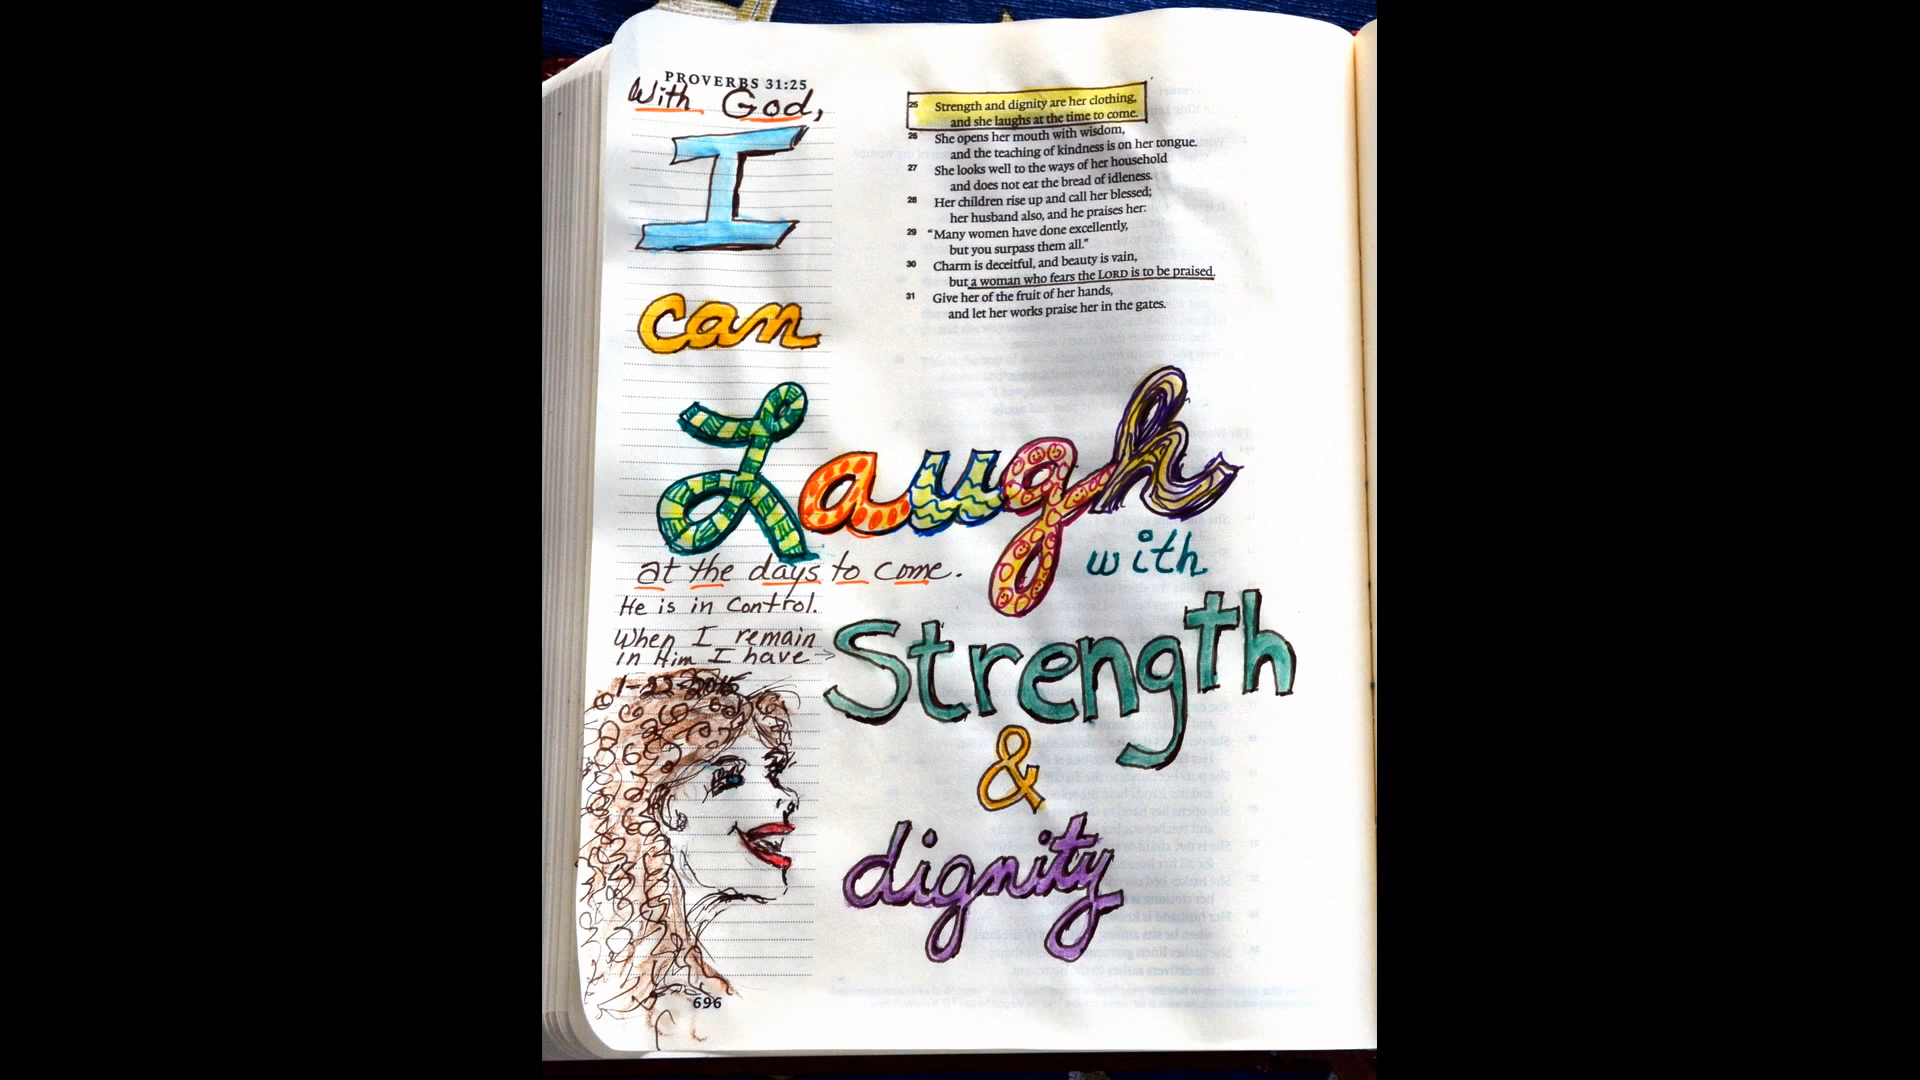 PROVERBS 31:25
With God,
I
can
Laugh
with
at the days to come.
He is in Control.
When I remain
in Him I have →
Strength
&
dignity
1-22-2015
696
25 Strength and dignity are her clothing,
and she laughs at the time to come.
26 She opens her mouth with wisdom,
and the teaching of kindness is on her tongue.
27 She looks well to the ways of her household
and does not eat the bread of idleness.
28 Her children rise up and call her blessed;
her husband also, and he praises her:
29 “Many women have done excellently,
but you surpass them all.”
30 Charm is deceitful, and beauty is vain,
but a woman who fears the LORD is to be praised.
31 Give her of the fruit of her hands,
and let her works praise her in the gates.